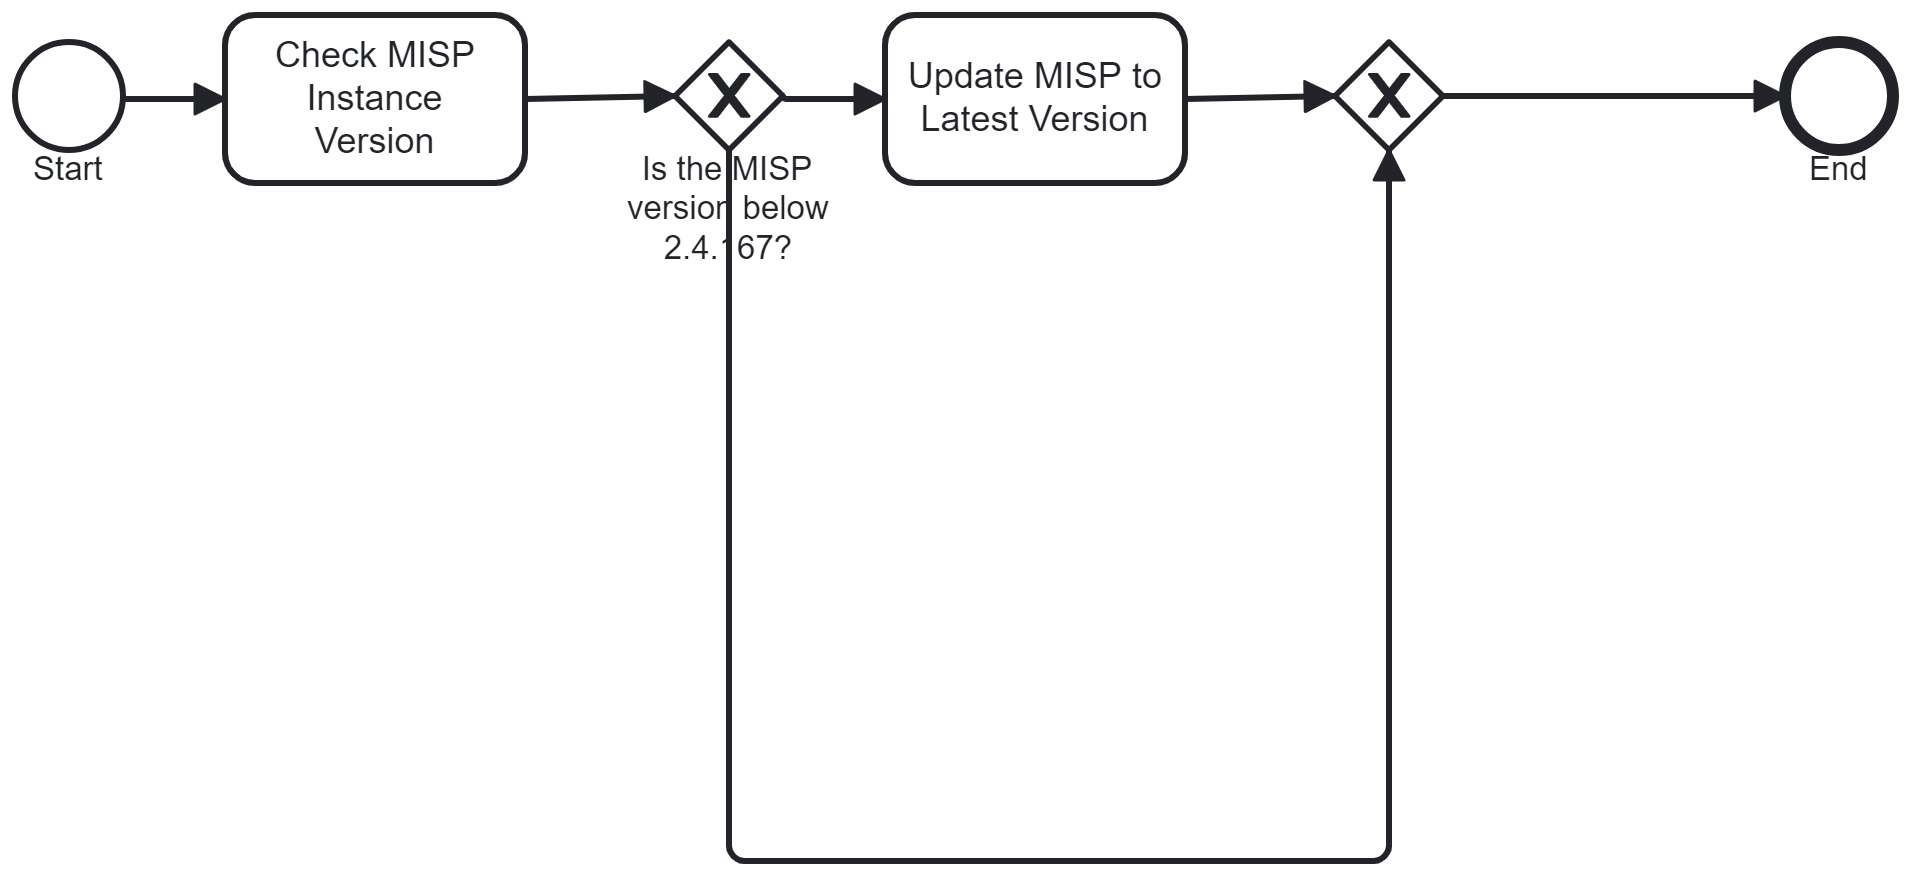 Start
Check MISP
Instance
Version
X
Is the MISP
version below
2.4.167?
Update MISP to
Latest Version
X
End